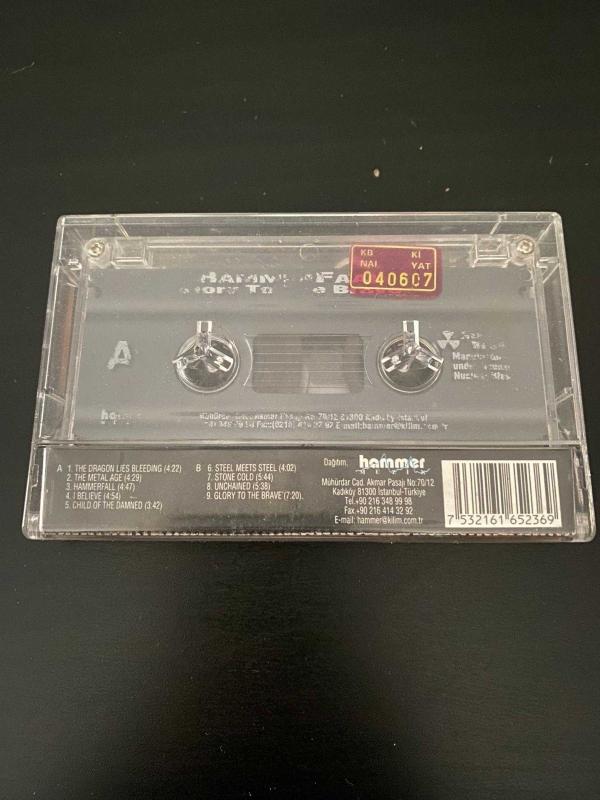 KB Kİ
NAI YAT
040607
HAMMERFALL
A
Hammer
A 1. THE DRAGON LIES BLEEDING (4:22)
2. THE METAL AGE (4:29)
3. HAMMERFALL (4:47)
4. I BELIEVE (4:54)
5. CHILD OF THE DAMNED (3:42)
B 6. STEEL MEETS STEEL (4:02)
7. STONE COLD (5:44)
8. UNCHAINED (5:38)
9. GLORY TO THE BRAVE (7:20).
Dağıtım, hammer
Mühürdar Cad. Akmar Pasajı No:70/12
Kadıköy 81300 İstanbul-Türkiye
Tel.+90 216 348 99 98
Fax.+90 216 414 32 92
E-mail: hammer@kilim.com.tr
7 532161 652369